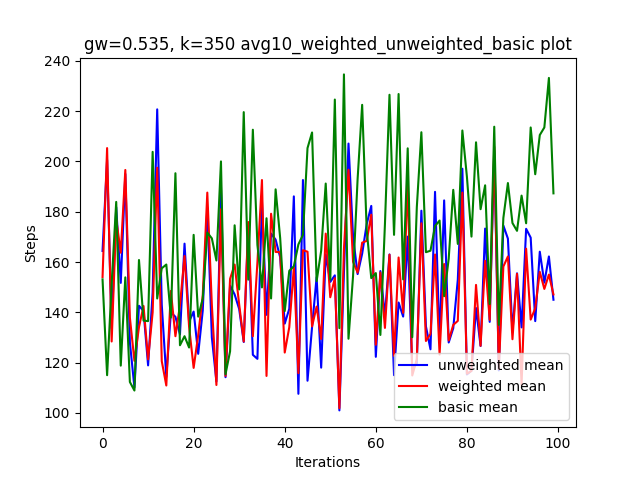 gw=0.535, k=350 avg10_weighted_unweighted_basic plot
240
220
200
180
160
140
120
100
Steps
0 20 40 60 80 100
Iterations
unweighted mean
weighted mean
basic mean